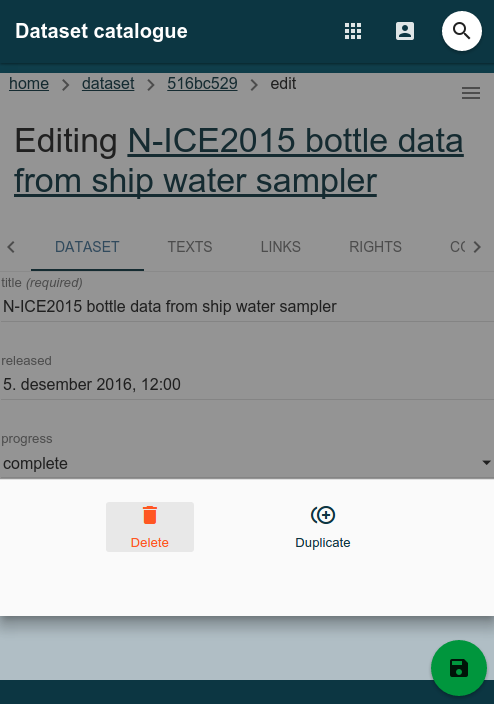 Dataset catalogue
home > dataset > 516bc529 > edit
Editing N-ICE2015 bottle data
from ship water sampler
DATASET TEXTS LINKS RIGHTS
title (required)
N-ICE2015 bottle data from ship water sampler
released
5. desember 2016, 12:00
progress
complete
Delete Duplicate